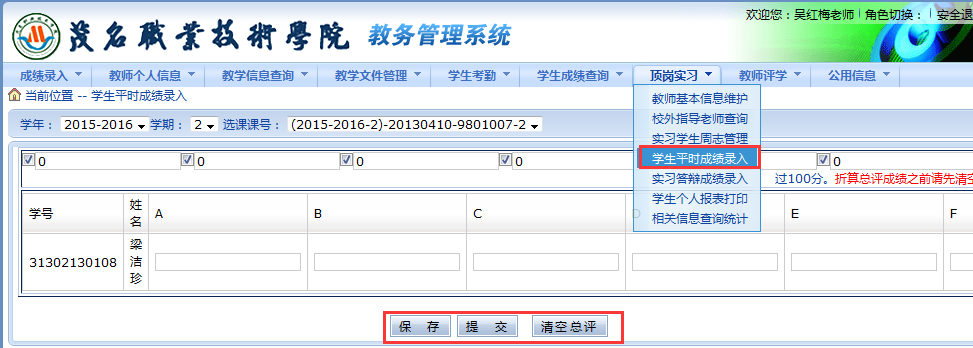 欢迎您：吴红梅老师 | 角色切换： | 安全退
茂名職業技術學院 教务管理系统
成绩录入 教师个人信息 教学信息查询 教学文件管理 学生考勤 学生成绩查询 顶岗实习 教师评学 公用信息
当前位置 -- 学生平时成绩录入
教师基本信息维护
校外指导老师查询
实习学生周志管理
学生平时成绩录入
实习答辩成绩录入
学生个人报表打印
相关信息查询统计
学年： 2015-2016 学期： 2 选课课号： (2015-2016-2)-20130410-9801007-2
0 0 0 0 0
过100分。折算总评成绩之前请先清空
学号 姓名 A B C D E F
31302130108 梁洁珍
保 存 提 交 清空总评